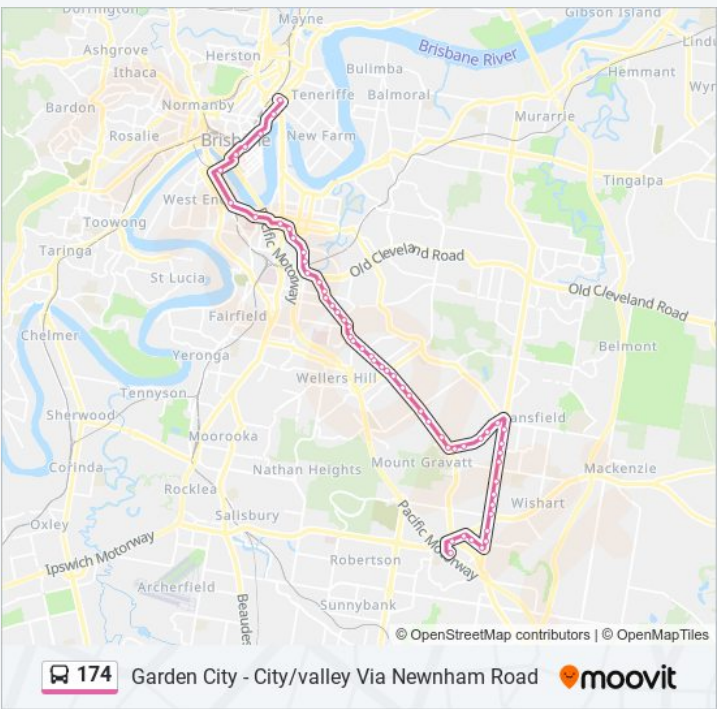 Dorrington
Mayne
Gibson Island
Ashgrove
Herston
Brisbane River
Ithaca
Bulimba
Hemmant
Teneriffe
Balmoral
Bardon
Normanby
Murarrie
Rosalie
Brisbane
New Farm
Tingalpa
West End
Toowong
Taringa
Pacific Motorway
Old Cleveland Road
St Lucia
Old Cleveland Road
Fairfield
Chelmer
Belmont
Yeronga
Wellers Hill
Tennyson
Sherwood
Mansfield
Moorooka
Corinda
Nathan Heights
Mount Gravatt
Mackenzie
Rocklea
Wishart
Salisbury
Pacific Motorway
Oxley
Ipswich Motorway
Robertson
Archerfield
Sunnybank
© OpenStreetMap contributors | © OpenMapTiles
174 Garden City - City/valley Via Newnham Road moovit